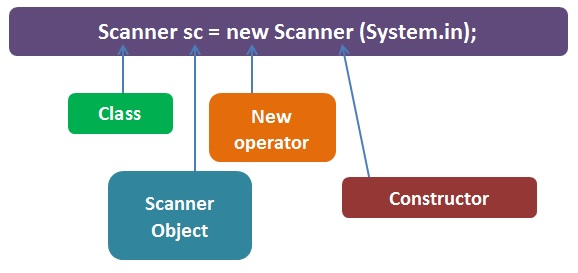 Scanner sc = new Scanner (System.in);
Class
New
operator
Scanner
Object
Constructor